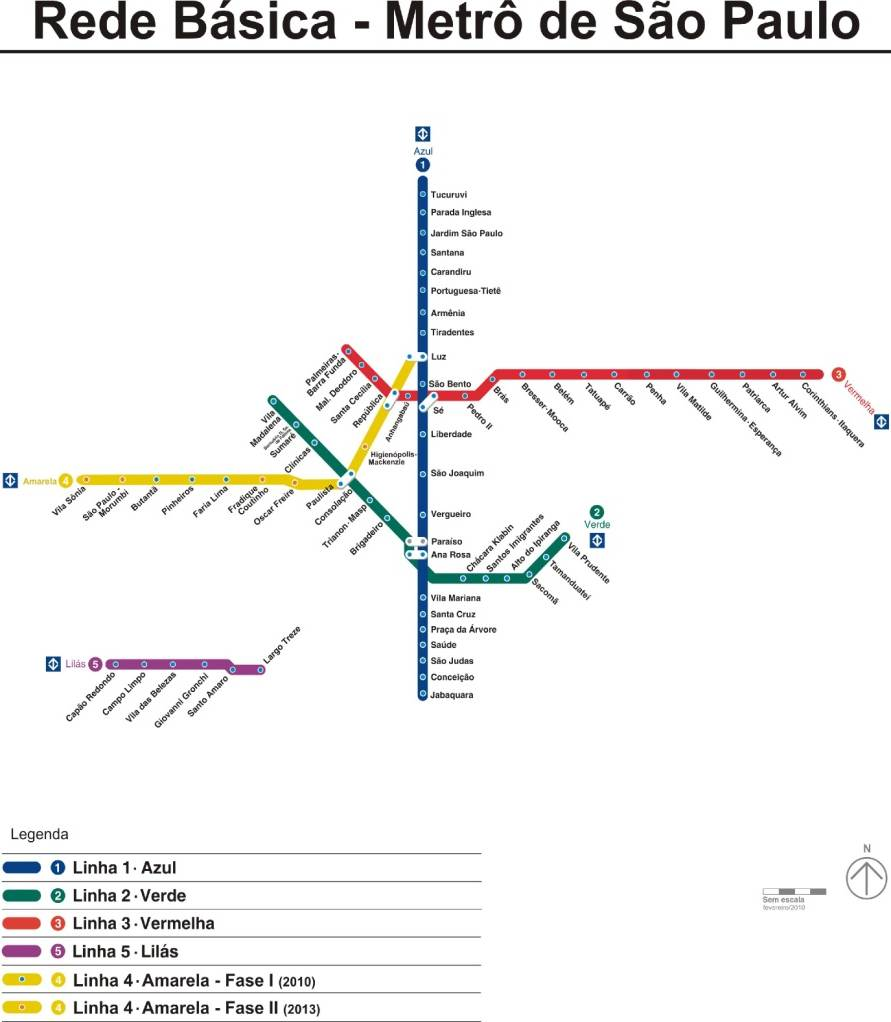 Rede Básica - Metrô de São Paulo
Azul
1
Tucuruvi
Parada Inglesa
Jardim São Paulo
Santana
Carandiru
Portuguesa·Tietê
Armênia
Tiradentes
Luz
São Bento
Sé
Liberdade
São Joaquim
Vergueiro
Paraíso
Ana Rosa
Vila Mariana
Santa Cruz
Praça da Árvore
Saúde
São Judas
Conceição
Jabaquara
Palmeiras-
Barra Funda
Mal. Deodoro
Santa Cecília
República
Anhangabaú
Pedro II
Brás
Bresser·Mooca
Belém
Tatuapé
Carrão
Penha
Vila Matilde
Guilhermina·Esperança
Patriarca
Artur Alvim
Corinthians·Itaquera
3
Vermelha
Vila
Madalena
Sumaré
Clínicas
Consolação
Trianon·Masp
Brigadeiro
Chácara Klabin
Santos Imigrantes
Alto do Ipiranga
Sacomã
Tamanduateí
Vila Prudente
2
Verde
Amarela 4
Vila Sônia
São Paulo -
Morumbi
Butantã
Pinheiros
Faria Lima
Fradique
Coutinho
Oscar Freire
Paulista
Higienópolis-
Mackenzie
Lilás 5
Capão Redondo
Campo Limpo
Vila das Belezas
Giovanni Gronchi
Santo Amaro
Largo Treze
Legenda
1 Linha 1·Azul
2 Linha 2·Verde
3 Linha 3·Vermelha
5 Linha 5·Lilás
4 Linha 4·Amarela - Fase I (2010)
4 Linha 4·Amarela - Fase II (2013)
N
Sem escala
fevereiro/2010